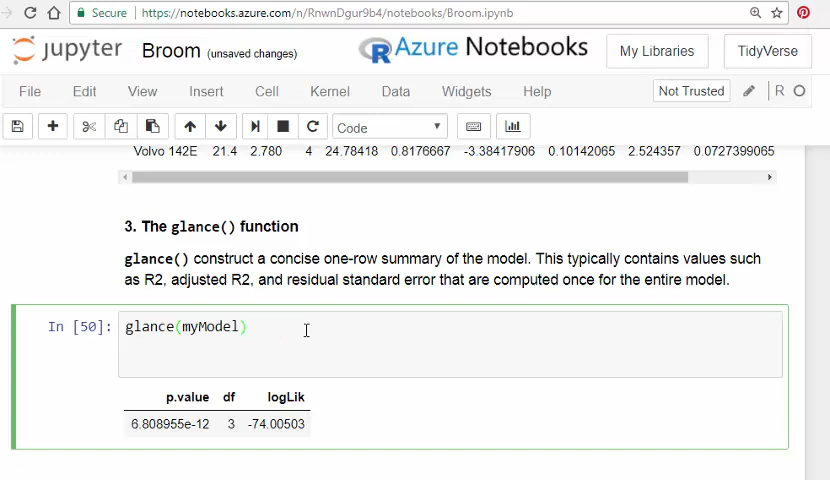 Secure https://notebooks.azure.com/n/RnwnDgur9b4/notebooks/Broom.ipynb
jupyter Broom (unsaved changes) R Azure Notebooks My Libraries TidyVerse
File Edit View Insert Cell Kernel Data Widgets Help Not Trusted R
Code
Volvo 142E 21.4 2.780 4 24.78418 0.8176667 -3.38417906 0.10142065 2.524357 0.0727399065
3. The glance() function
glance() construct a concise one-row summary of the model. This typically contains values such
as R2, adjusted R2, and residual standard error that are computed once for the entire model.
In [50]: glance(myModel)
p.value df logLik
6.808955e-12 3 -74.00503